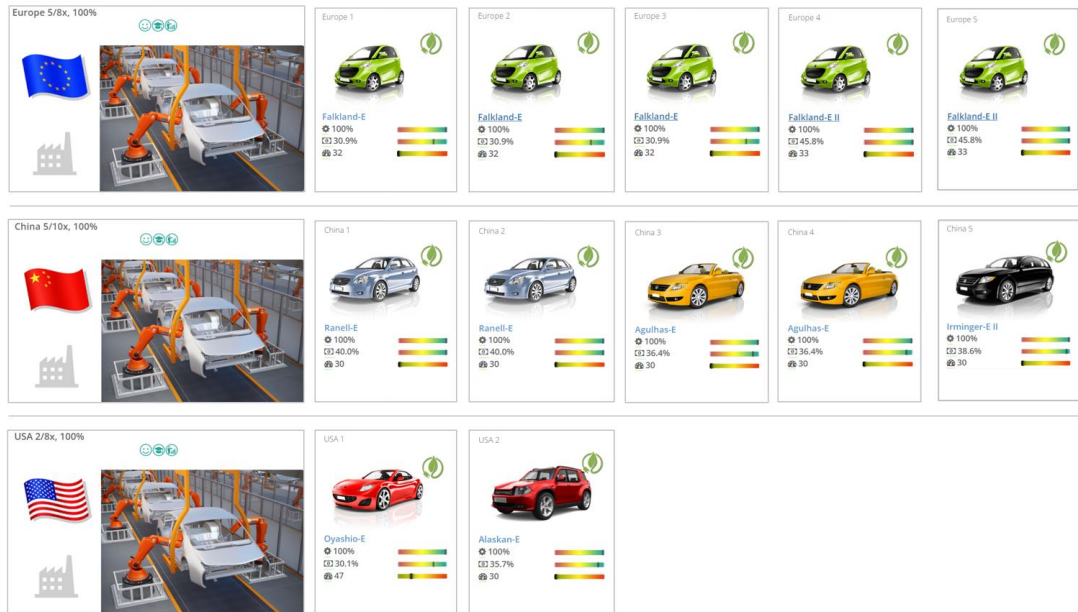 Europe 5/8x, 100%
Europe 1
Falkland-E
100%
30.9%
32
Europe 2
Falkland-E
100%
30.9%
32
Europe 3
Falkland-E
100%
30.9%
32
Europe 4
Falkland-E II
100%
45.8%
33
Europe 5
Falkland-E II
100%
45.8%
33
China 5/10x, 100%
China 1
Ranell-E
100%
40.0%
30
China 2
Ranell-E
100%
40.0%
30
China 3
Agulhas-E
100%
36.4%
30
China 4
Agulhas-E
100%
36.4%
30
China 5
Irminger-E II
100%
38.6%
30
USA 2/8x, 100%
USA 1
Oyashio-E
100%
30.1%
47
USA 2
Alaskan-E
100%
35.7%
30